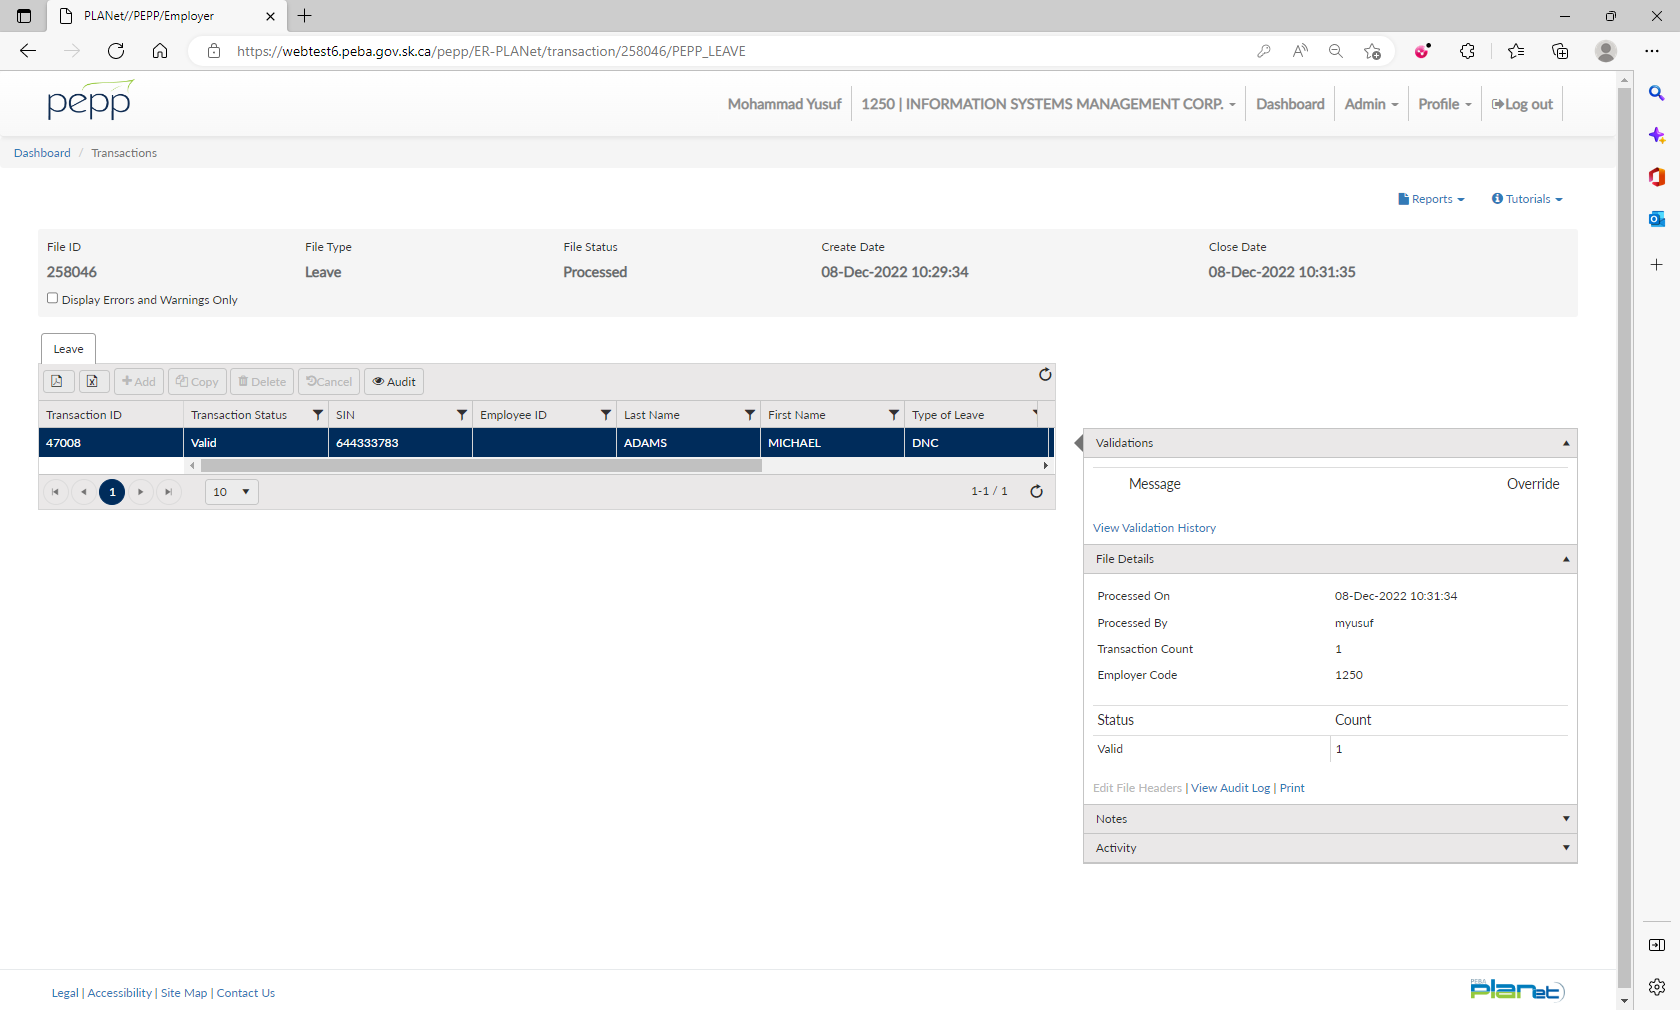 PLANet//PEPP/Employer
https://webtest6.peba.gov.sk.ca/pepp/ER-PLANet/transaction/258046/PEPP_LEAVE
pepp
Mohammad Yusuf
1250 | INFORMATION SYSTEMS MANAGEMENT CORP.
Dashboard
Admin
Profile
Log out
Dashboard / Transactions
Reports
Tutorials
File ID
File Type
File Status
Create Date
Close Date
258046
Leave
Processed
08-Dec-2022 10:29:34
08-Dec-2022 10:31:35
Display Errors and Warnings Only
Leave
Add
Copy
Delete
Cancel
Audit
Transaction ID
Transaction Status
SIN
Employee ID
Last Name
First Name
Type of Leave
47008
Valid
644333783
ADAMS
MICHAEL
DNC
1
10
1-1 / 1
Validations
Message
Override
View Validation History
File Details
Processed On
08-Dec-2022 10:31:34
Processed By
myusuf
Transaction Count
1
Employer Code
1250
Status
Count
Valid
1
Edit File Headers | View Audit Log | Print
Notes
Activity
Legal | Accessibility | Site Map | Contact Us
PEBA
planet